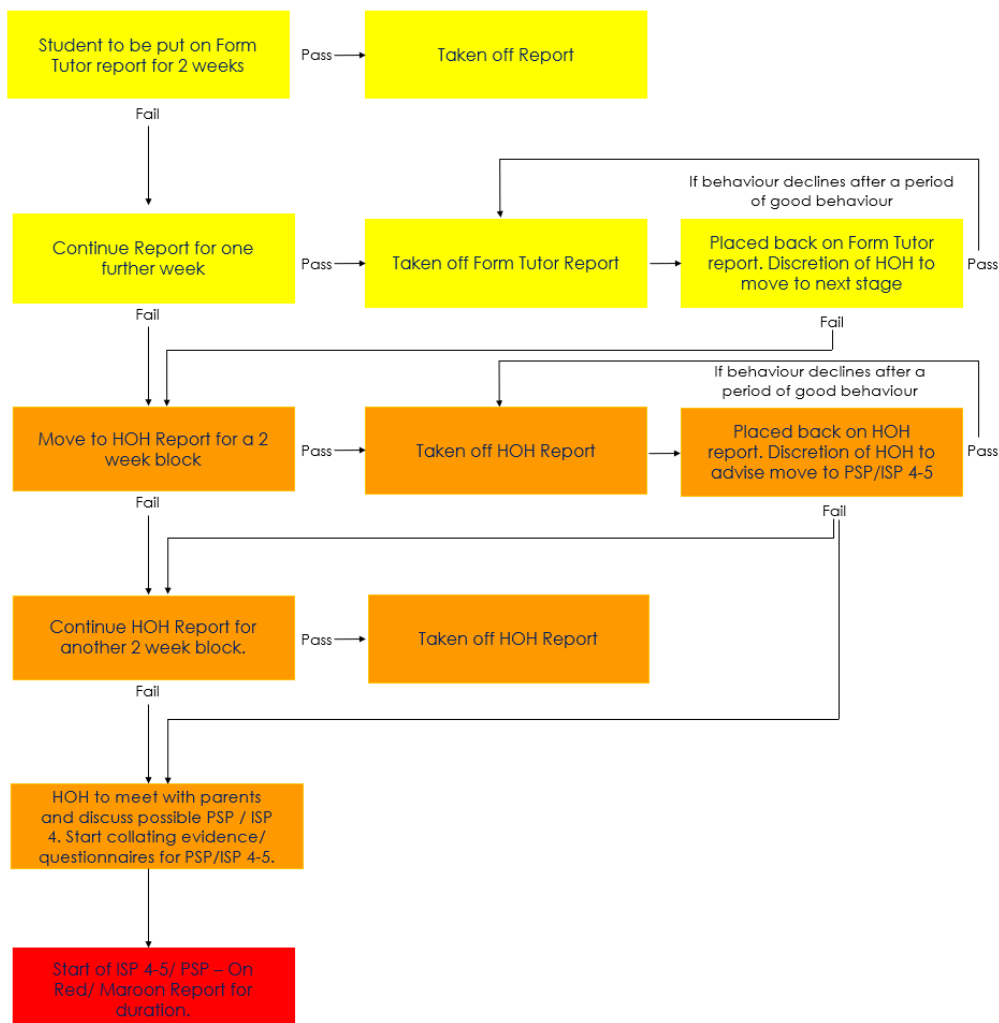 Student to be put on Form
Tutor report for 2 weeks
Pass
Taken off Report
Fail
If behaviour declines after a period
of good behaviour
Continue Report for one
further week
Pass
Taken off Form Tutor Report
Placed back on Form Tutor
report. Discretion of HOH to
move to next stage
Pass
Fail
Fail
If behaviour declines after a
period of good behaviour
Move to HOH Report for a 2
week block
Pass
Taken off HOH Report
Placed back on HOH
report. Discretion of HOH to
advise move to PSP/ISP 4-5
Pass
Fail
Fail
Continue HOH Report for
another 2 week block.
Pass
Taken off HOH Report
Fail
HOH to meet with parents
and discuss possible PSP / ISP
4. Start collating evidence/
questionnaires for PSP/ISP 4-5.
Start of ISP 4-5/ PSP – On
Red/ Maroon Report for
duration.